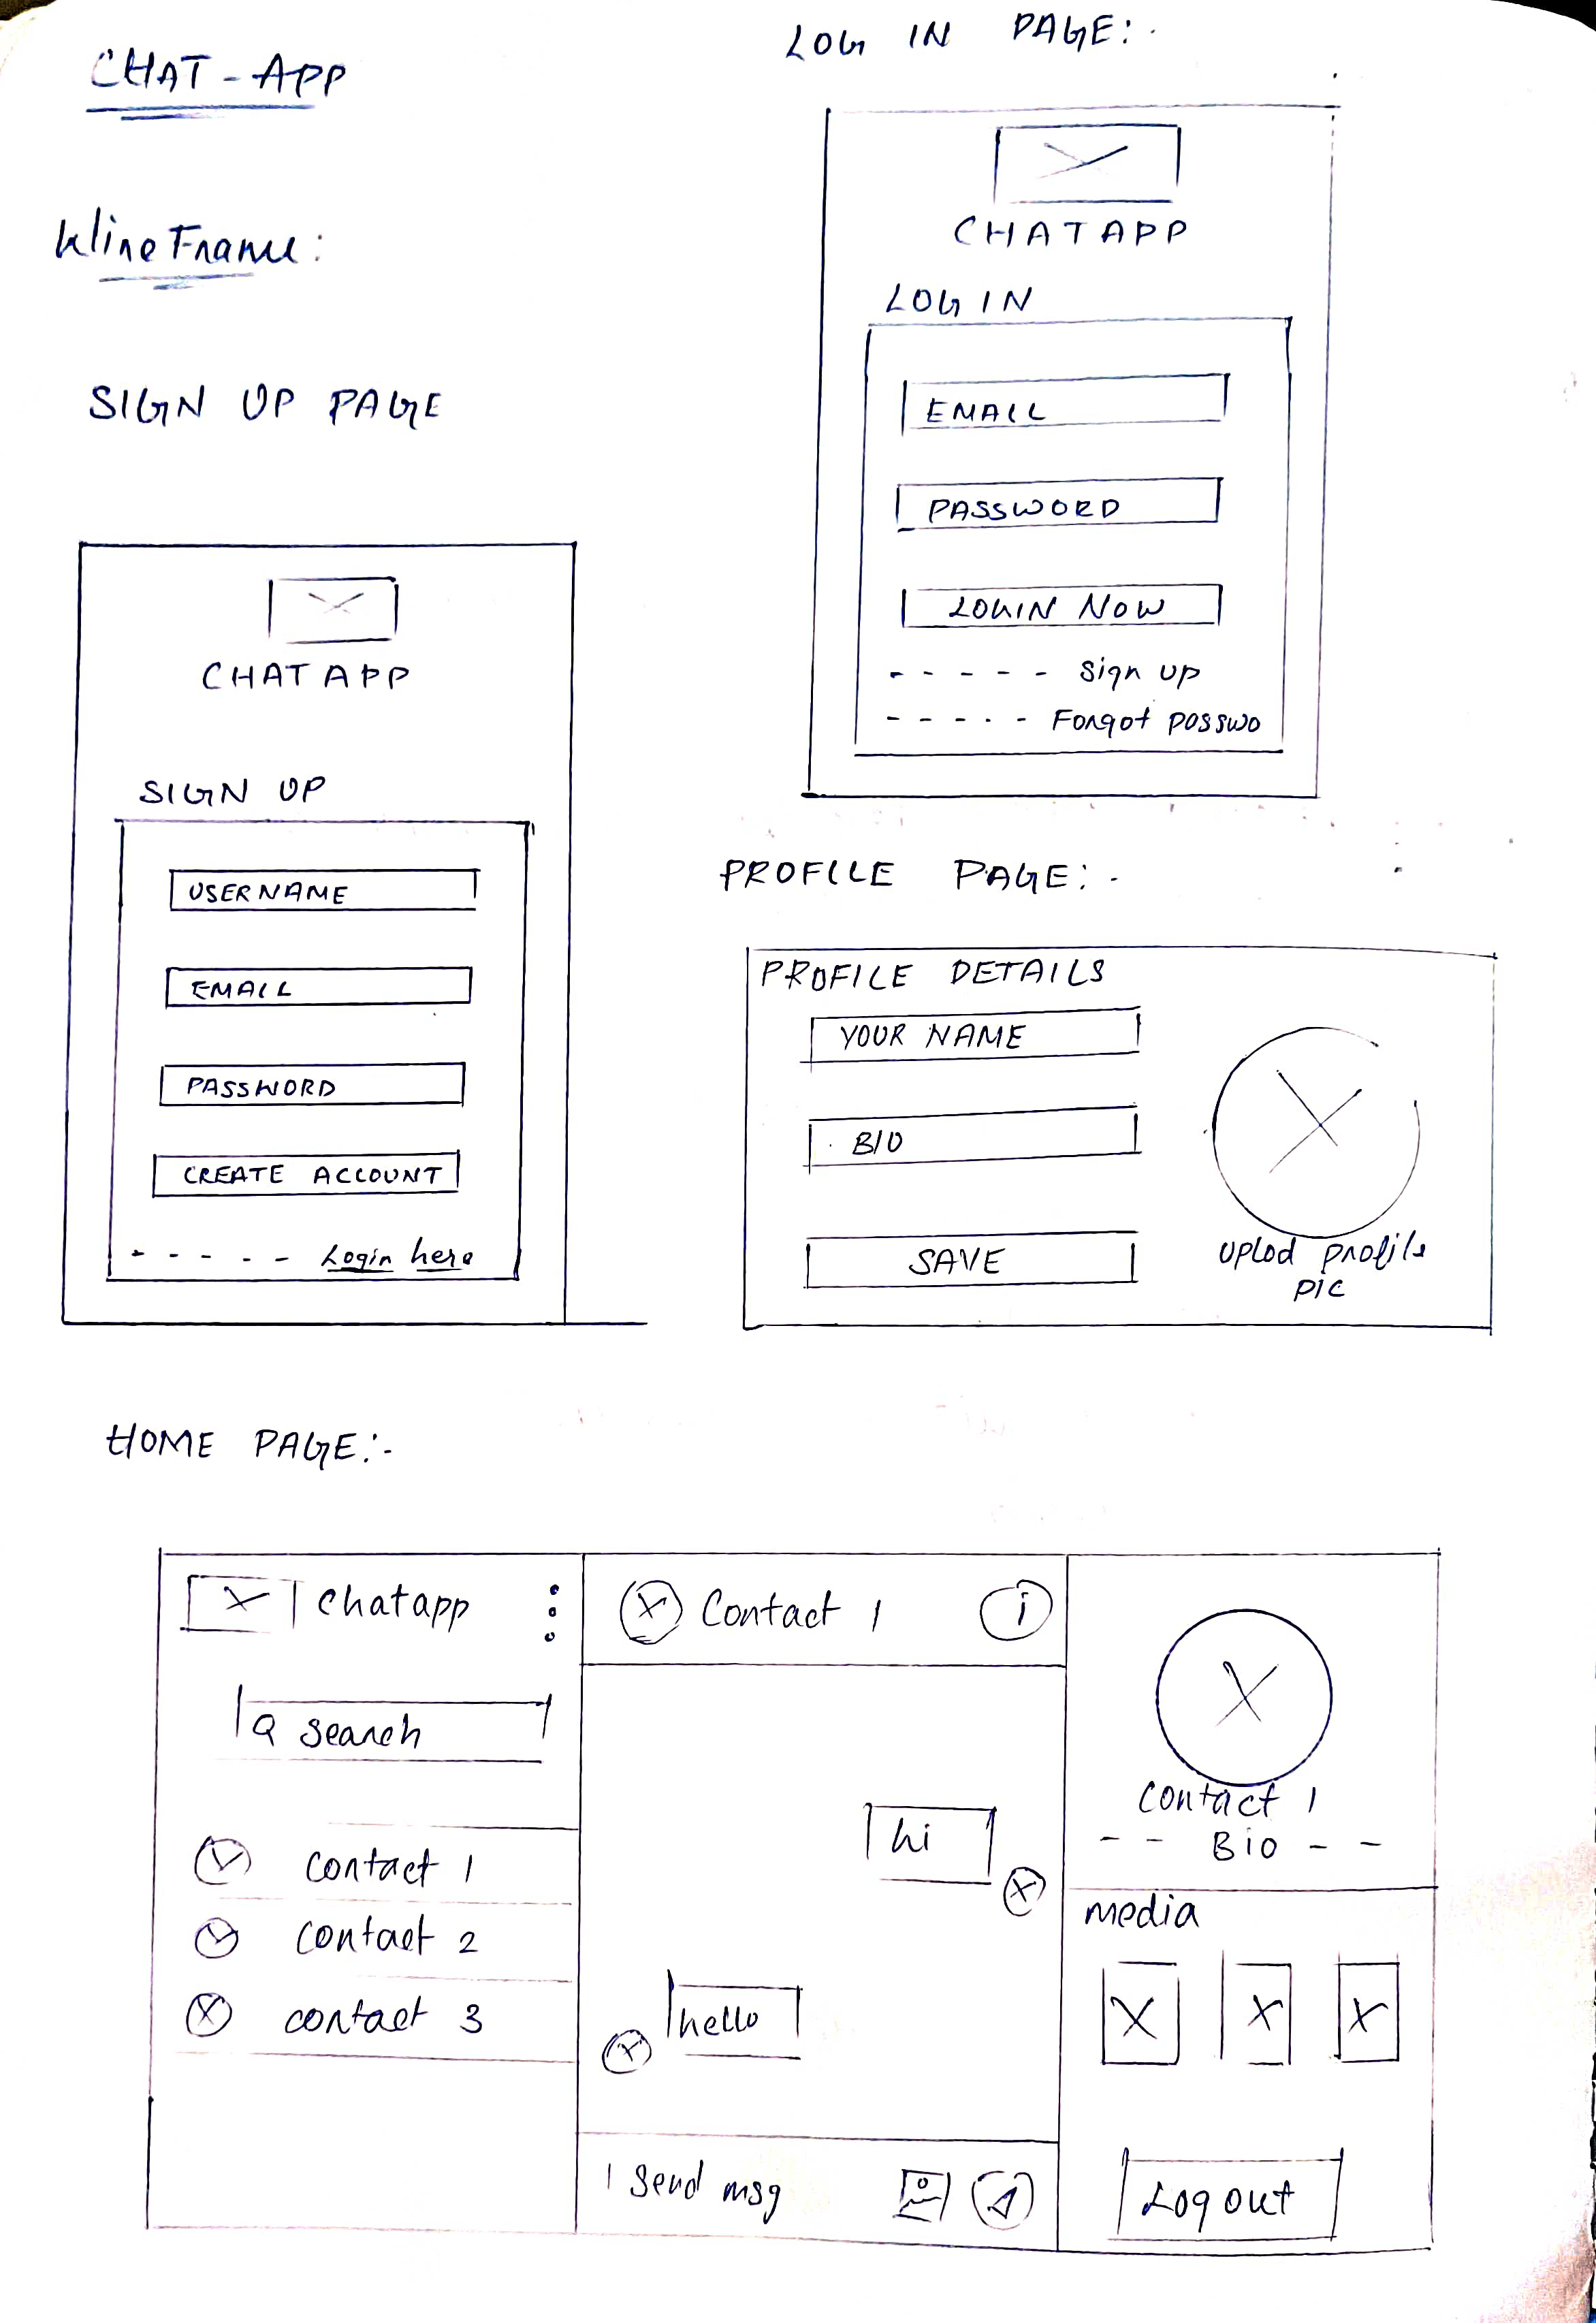 CHAT-APP
WireFrame:
SIGN UP PAGE
CHAT APP
SIGN UP
USERNAME
EMAIL
PASSWORD
CREATE ACCOUNT
- - - - - Login here
LOG IN PAGE:-
CHATAPP
LOGIN
EMAIL
PASSWORD
LOGIN NOW
- - - - - Sign up
- - - - - Forgot passwo
PROFILE PAGE:-
PROFILE DETAILS
YOUR NAME
BIO
SAVE
uplod profile
pic
HOME PAGE:-
chatapp
search
contact 1
contact 2
contact 3
Contact 1 i
hi
hello
send msg
contact 1
- - Bio - -
media
Logout